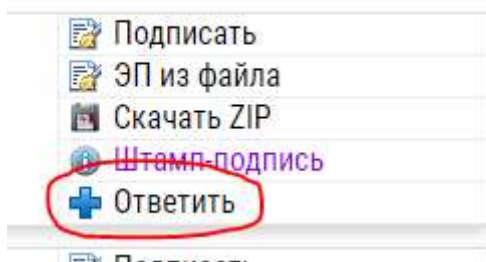 Подписать
ЭП из файла
Скачать ZIP
Штамп-подпись
Ответить